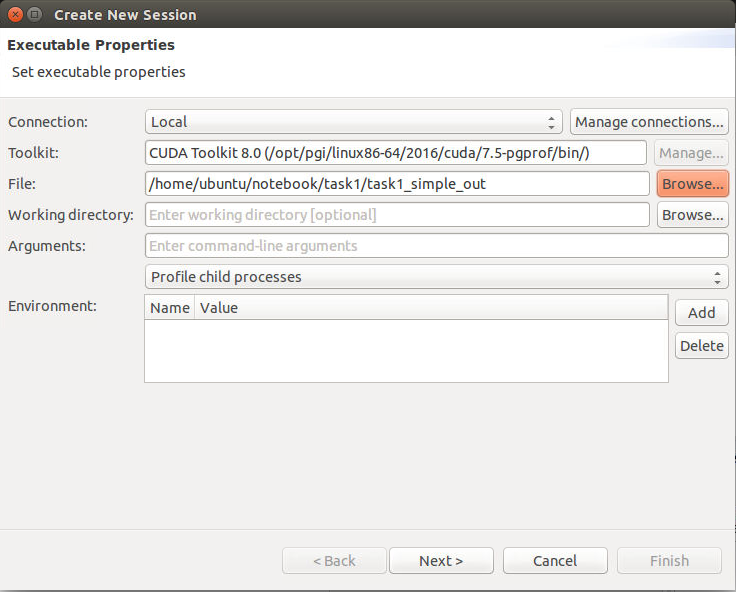 Create New Session
Executable Properties
Set executable properties
Connection: Local Manage connections...
Toolkit: CUDA Toolkit 8.0 (/opt/pgi/linux86-64/2016/cuda/7.5-pgprof/bin/) Manage...
File: /home/ubuntu/notebook/task1/task1_simple_out Browse...
Working directory: Enter working directory [optional] Browse...
Arguments: Enter command-line arguments
Profile child processes
Environment: Name Value Add
Delete
< Back Next > Cancel Finish